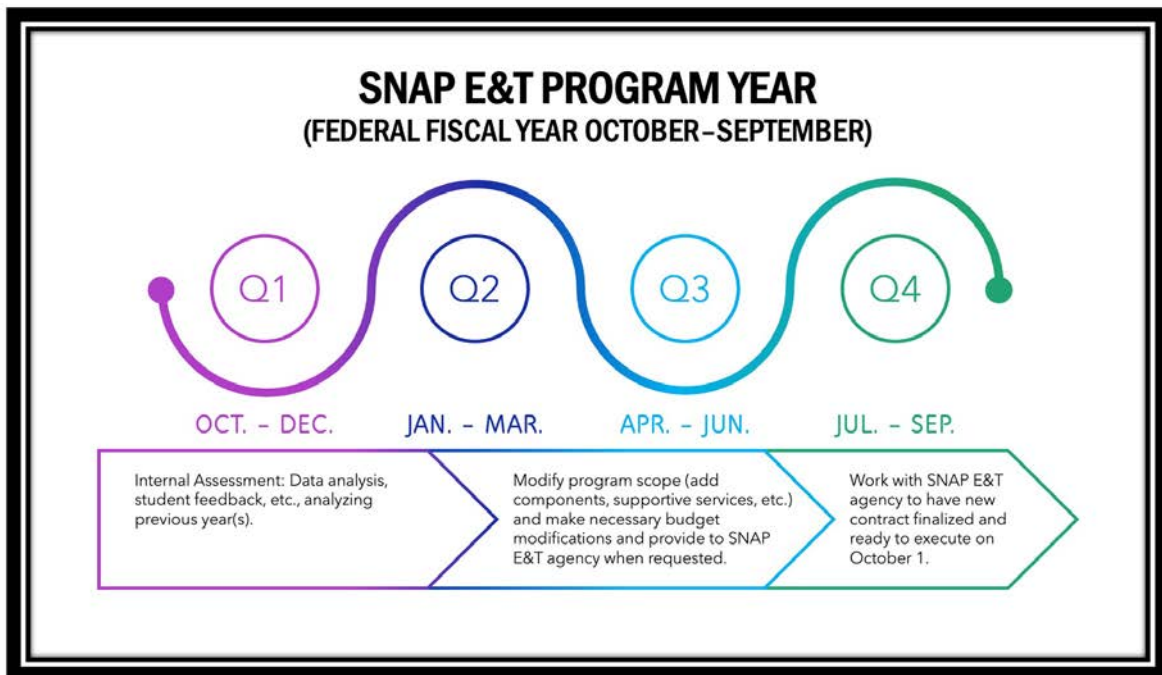 SNAP E&T PROGRAM YEAR
(FEDERAL FISCAL YEAR OCTOBER–SEPTEMBER)
Q1
Q2
Q3
Q4
OCT. – DEC.
JAN. – MAR.
APR. – JUN.
JUL. – SEP.
Internal Assessment: Data analysis,
student feedback, etc., analyzing
previous year(s).
Modify program scope (add
components, supportive services, etc.)
and make necessary budget
modifications and provide to SNAP
E&T agency when requested.
Work with SNAP E&T
agency to have new
contract finalized and
ready to execute on
October 1.